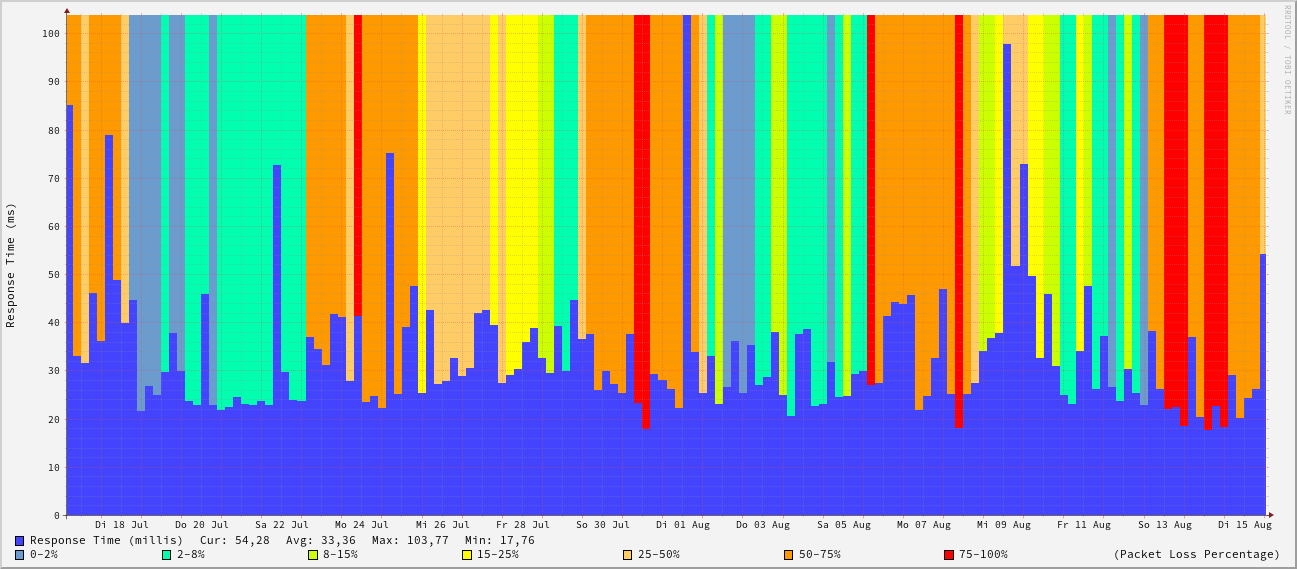 RRDTOOL / TOBI OETIKER
Response Time (ms)
100
90
80
70
60
50
40
30
20
10
0
Di 18 Jul Do 20 Jul Sa 22 Jul Mo 24 Jul Mi 26 Jul Fr 28 Jul So 30 Jul Di 01 Aug Do 03 Aug Sa 05 Aug Mo 07 Aug Mi 09 Aug Fr 11 Aug So 13 Aug Di 15 Aug
Response Time (millis) Cur: 54,28 Avg: 33,36 Max: 103,77 Min: 17,76
0-2% 2-8% 8-15% 15-25% 25-50% 50-75% 75-100% (Packet Loss Percentage)